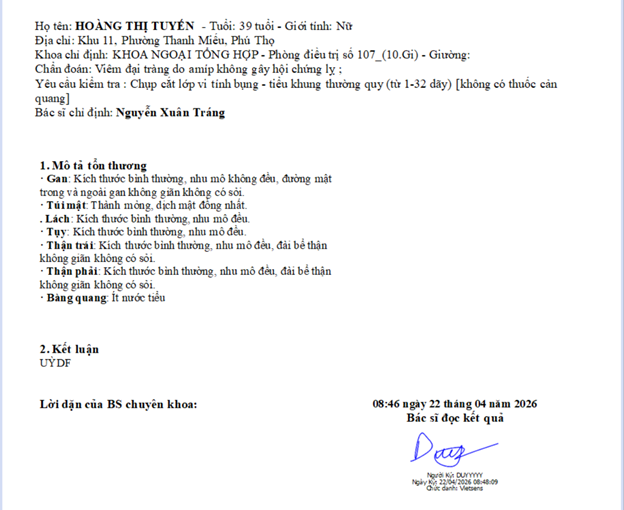 Họ tên: HOÀNG THỊ TUYẾN - Tuổi: 39 tuổi - Giới tính: Nữ
Địa chỉ: Khu 11, Phường Thanh Miếu, Phú Thọ
Khoa chỉ định: KHOA NGOẠI TỔNG HỢP - Phòng điều trị số 107_(10.Gi) - Giường:
Chẩn đoán: Viêm đại tràng do amip không gây hội chứng lỵ ;
Yêu cầu kiểm tra : Chụp cắt lớp vi tính bụng - tiểu khung thường quy (từ 1-32 dãy) [không có thuốc cản
quang]
Bác sĩ chỉ định: Nguyễn Xuân Tráng
1. Mô tả tổn thương
· Gan: Kích thước bình thường, nhu mô không đều, đường mật
trong và ngoài gan không giãn không có sỏi.
· Túi mật: Thành mỏng, dịch mật đồng nhất.
. Lách: Kích thước bình thường, nhu mô đều.
· Tụy: Kích thước bình thường, nhu mô đều.
· Thận trái: Kích thước bình thường, nhu mô đều, đài bể thận
không giãn không có sỏi.
· Thận phải: Kích thước bình thường, nhu mô đều, đài bể thận
không giãn không có sỏi.
· Bàng quang: Ít nước tiểu
2. Kết luận
UỲDF
Lời dặn của BS chuyên khoa:
08:46 ngày 22 tháng 04 năm 2026
Bác sĩ đọc kết quả
Người Ký: DUYYYYY
Ngày Ký: 22/04/2026 08:48:09
Chức danh: Vietsens